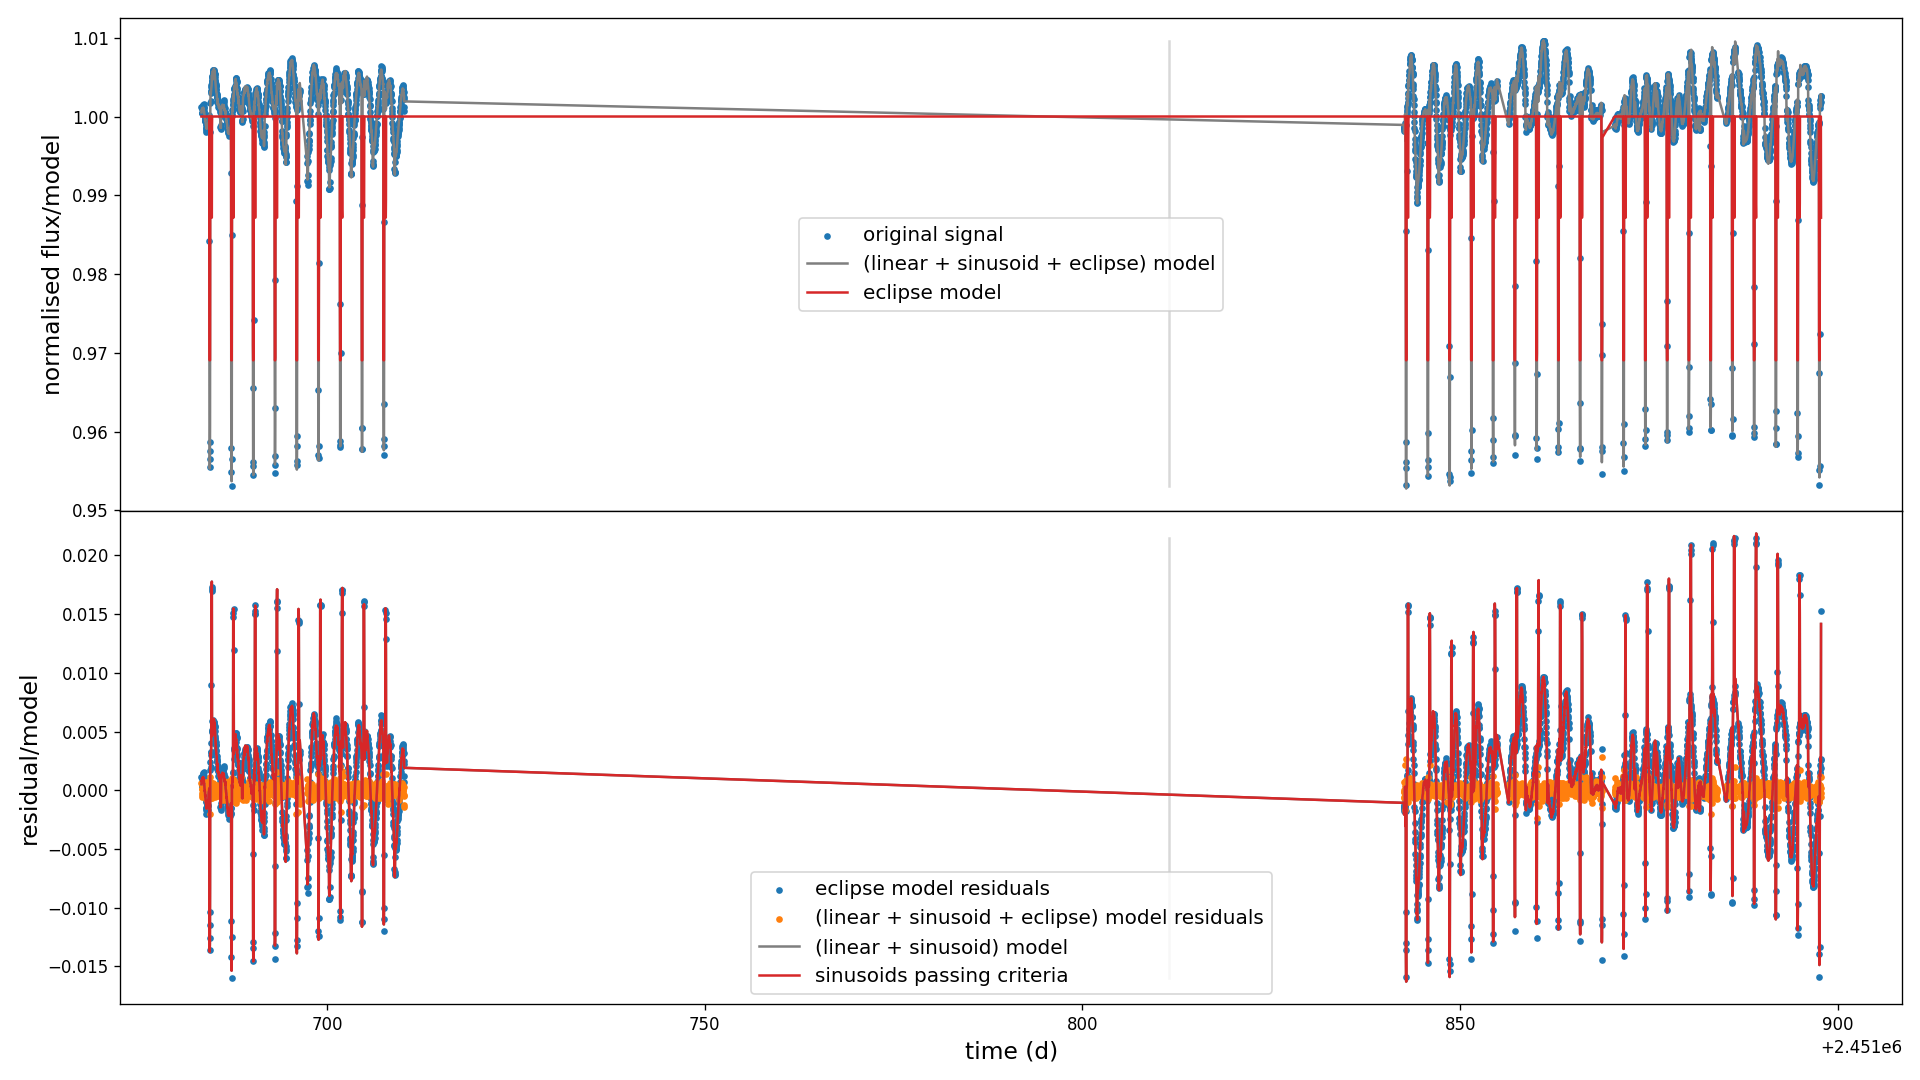 1.01
1.00
0.99
0.98
0.97
0.96
0.95
normalised flux/model
original signal
(linear + sinusoid + eclipse) model
eclipse model
0.020
0.015
0.010
0.005
0.000
−0.005
−0.010
−0.015
residual/model
eclipse model residuals
(linear + sinusoid + eclipse) model residuals
(linear + sinusoid) model
sinusoids passing criteria
700
750
800
850
900
time (d)
+2.451e6